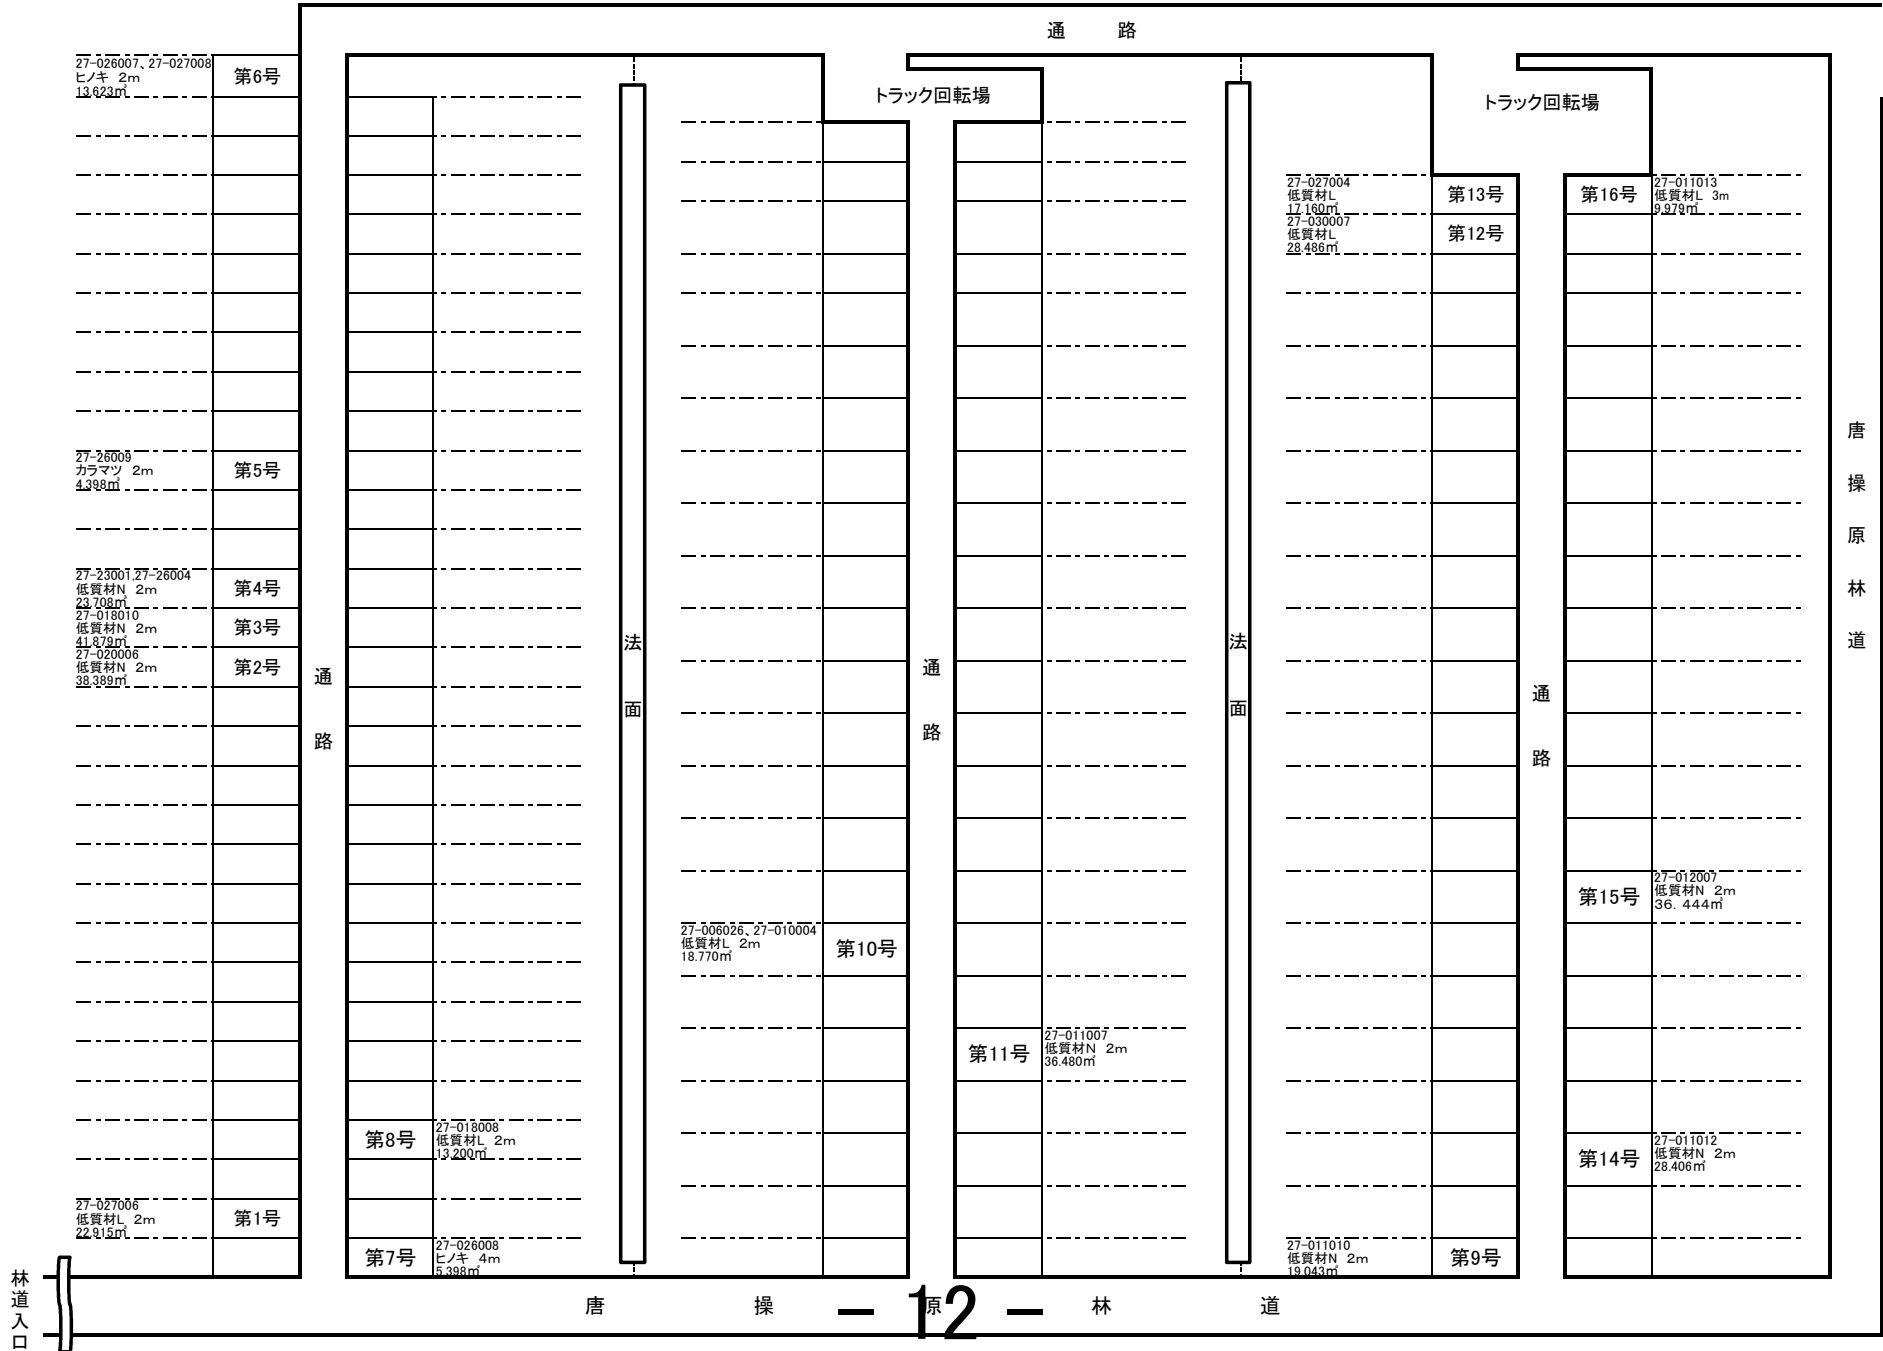 通　路
27-026007、27-027008
ヒノキ 2m
13.623㎥
第6号
トラック回転場
トラック回転場
27-027004
低質材L
17.160㎥
第13号
第16号
27-011013
低質材L 3m
9.979㎥
27-030007
低質材L
28.486㎥
第12号
27-26009
カラマツ 2m
4.398㎥
第5号
27-23001,27-26004
低質材N 2m
23.708㎥
第4号
27-018010
低質材N 2m
41.879㎥
第3号
27-020006
低質材N 2m
38.389㎥
第2号
通路
法面
通路
法面
通路
唐操原林道
27-012007
低質材N 2m
36. 444㎥
第15号
27-006026、27-010004
低質材L 2m
18.770㎥
第10号
第11号
27-011007
低質材N 2m
36.480㎥
第8号
27-018008
低質材L 2m
13.200㎥
第14号
27-011012
低質材N 2m
28.406㎥
27-027006
低質材L 2m
22.915㎥
第1号
第7号
27-026008
ヒノキ 4m
5.398㎥
27-011010
低質材N 2m
19.043㎥
第9号
林道入口
唐操原林道
- 12 -